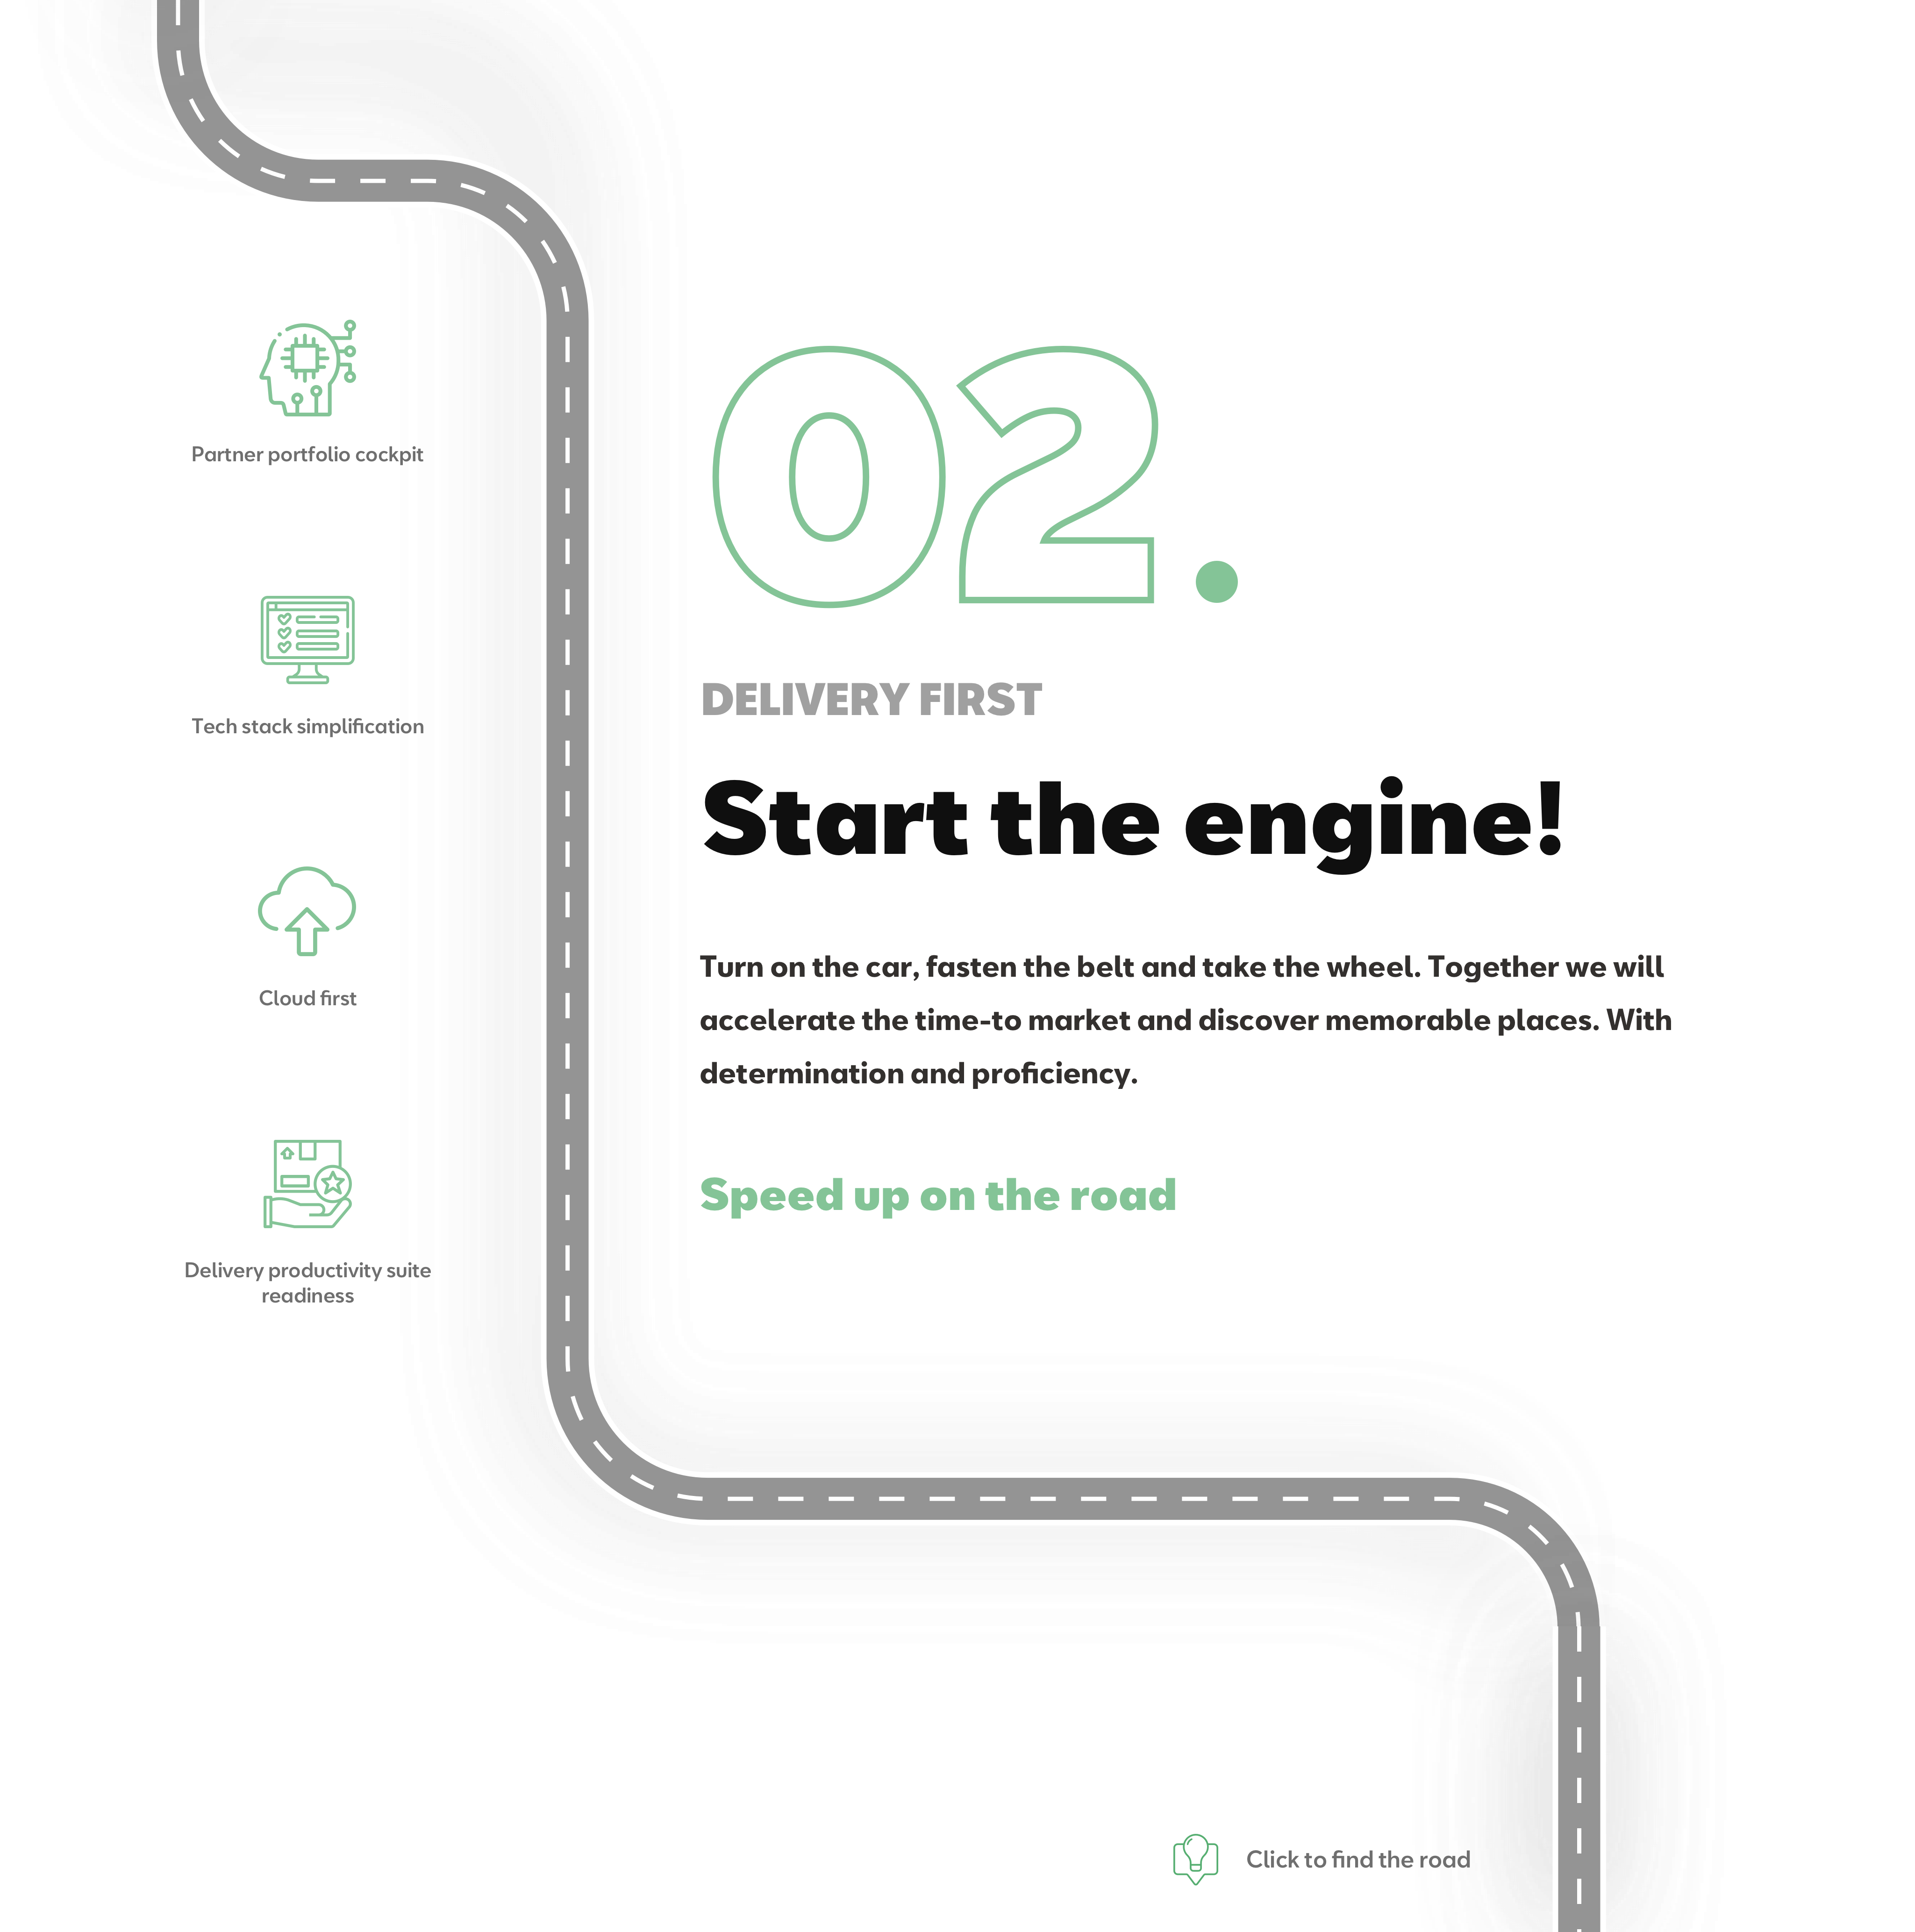 Partner portfolio cockpit
Tech stack simplification
Cloud first
Delivery productivity suite
readiness
02.
DELIVERY FIRST
Start the engine!
Turn on the car, fasten the belt and take the wheel. Together we will
accelerate the time-to market and discover memorable places. With
determination and proficiency.
Speed up on the road
Click to find the road